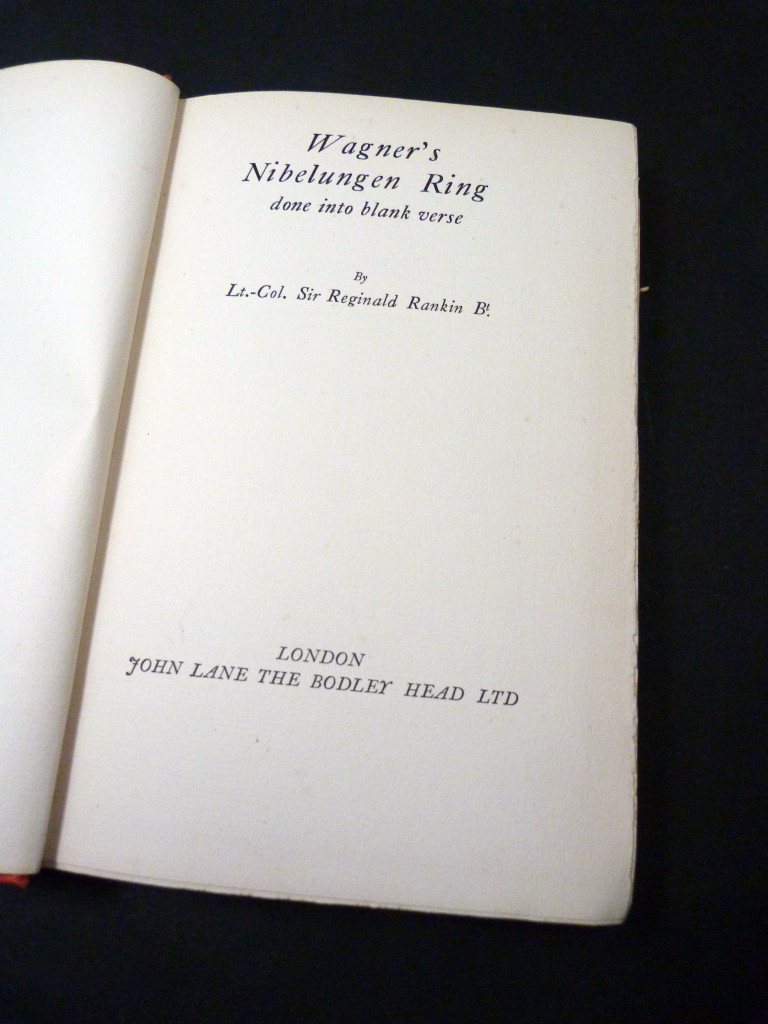 Wagner's
Nibelungen Ring
done into blank verse
By
Lt.-Col. Sir Reginald Rankin Bt.
LONDON
JOHN LANE THE BODLEY HEAD LTD